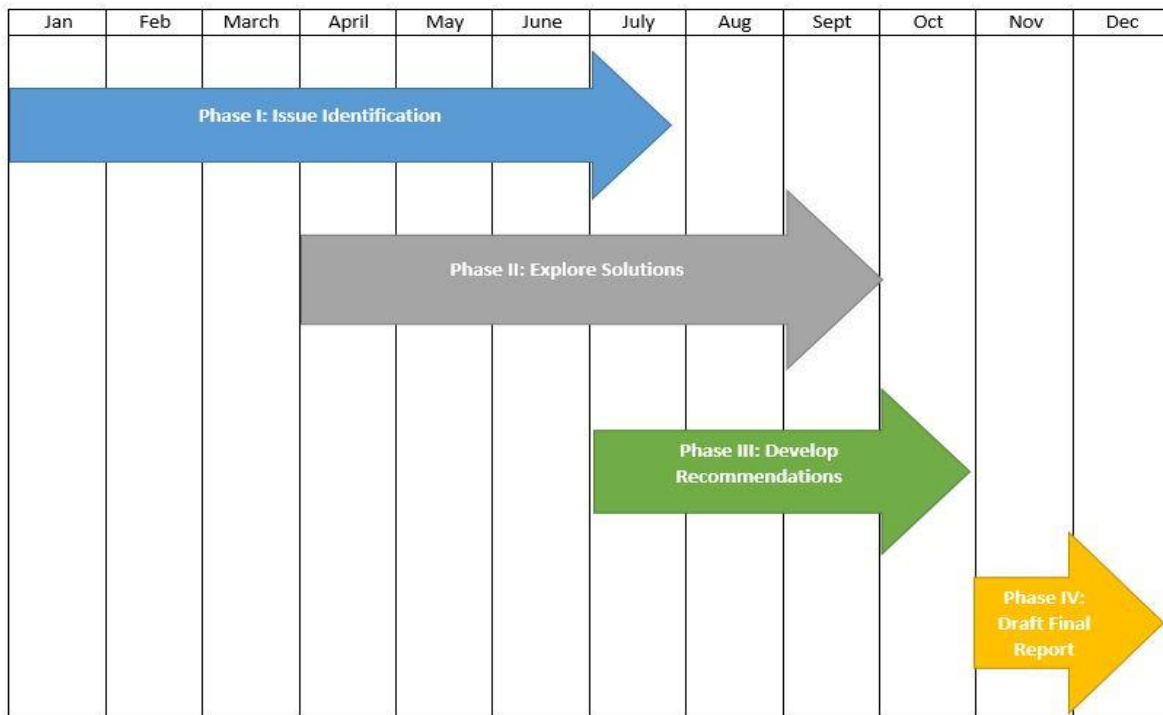 Jan Feb March April May June July Aug Sept Oct Nov Dec
Phase I: Issue Identification
Phase II: Explore Solutions
Phase III: Develop
Recommendations
Phase IV:
Draft Final
Report